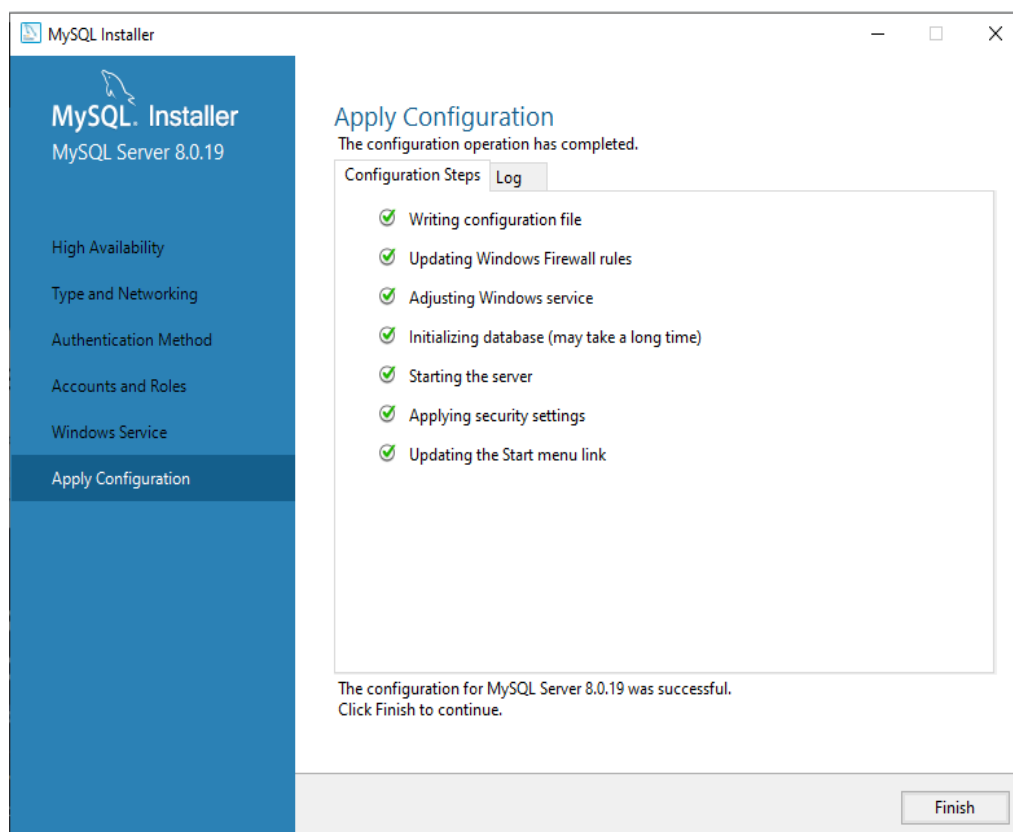 MySQL Installer
MySQL. Installer
MySQL Server 8.0.19
High Availability
Type and Networking
Authentication Method
Accounts and Roles
Windows Service
Apply Configuration
Apply Configuration
The configuration operation has completed.
Configuration Steps Log
Writing configuration file
Updating Windows Firewall rules
Adjusting Windows service
Initializing database (may take a long time)
Starting the server
Applying security settings
Updating the Start menu link
The configuration for MySQL Server 8.0.19 was successful.
Click Finish to continue.
Finish